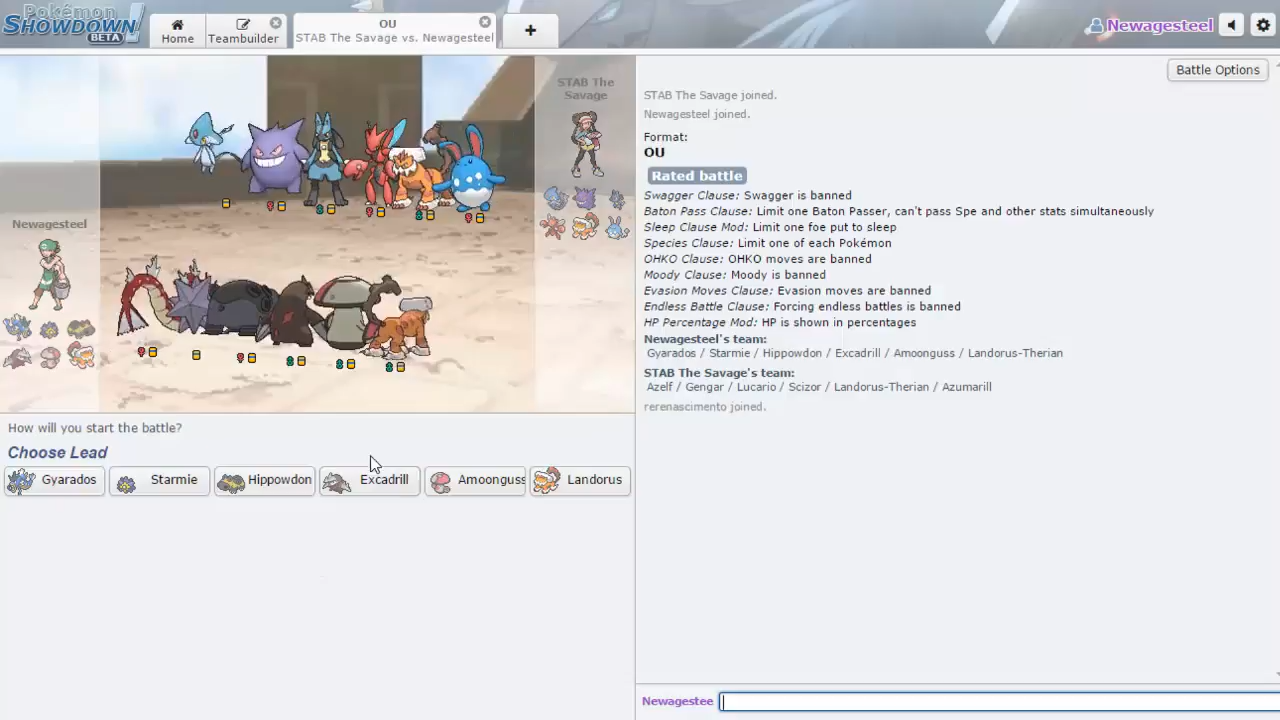 Pokémon
SHOWDOWN
BETA
Home
Teambuilder
OU
STAB The Savage vs. Newagesteel
+
Newagesteel
Battle Options
STAB The Savage
Newagesteel
STAB The Savage joined.
Newagesteel joined.
Format:
OU
Rated battle
Swagger Clause: Swagger is banned
Baton Pass Clause: Limit one Baton Passer, can't pass Spe and other stats simultaneously
Sleep Clause Mod: Limit one foe put to sleep
Species Clause: Limit one of each Pokémon
OHKO Clause: OHKO moves are banned
Moody Clause: Moody is banned
Evasion Moves Clause: Evasion moves are banned
Endless Battle Clause: Forcing endless battles is banned
HP Percentage Mod: HP is shown in percentages
Newagesteel's team:
Gyarados / Starmie / Hippowdon / Excadrill / Amoonguss / Landorus-Therian
STAB The Savage's team:
Azelf / Gengar / Lucario / Scizor / Landorus-Therian / Azumarill
rerenascimento joined.
How will you start the battle?
Choose Lead
Gyarados
Starmie
Hippowdon
Excadrill
Amoonguss
Landorus
Newagestee